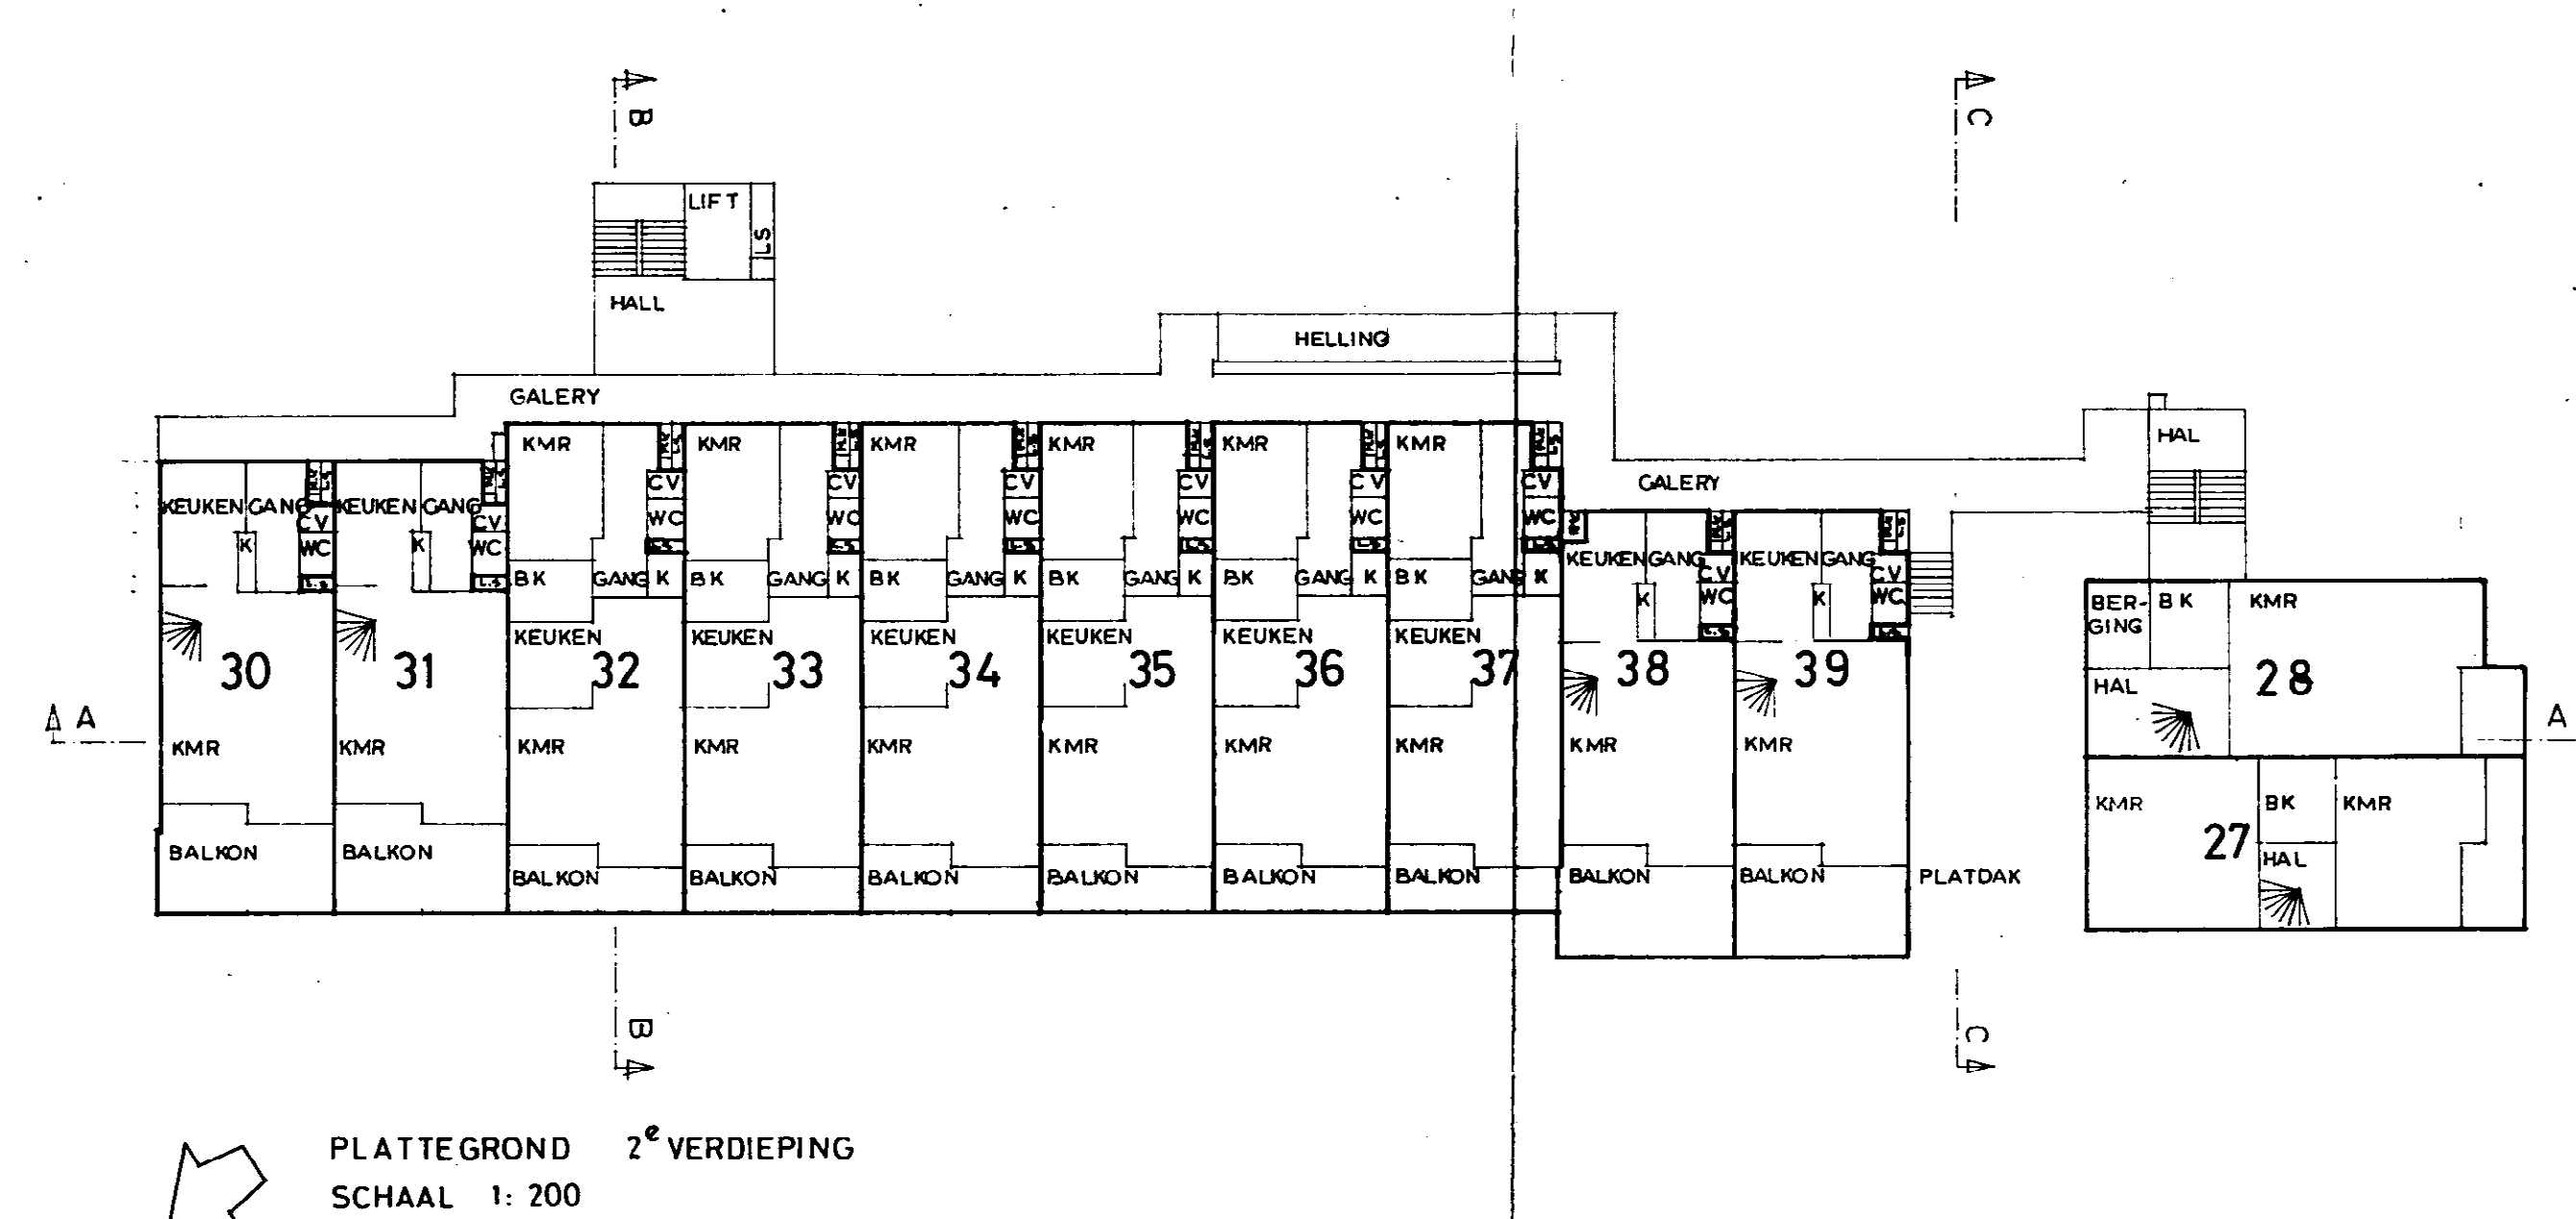 B
C
LIFT
LS
HALL
HELLING
GALERY
HAL
GALERY
KMR
KMR
KMR
KMR
KMR
KMR
CV
CV
CV
CV
CV
CV
KEUKEN GANG
KEUKEN GANG
CV
CV
WC
WC
WC
WC
WC
WC
K
WC
K
WC
L.S
L.S
L.S
L.S
L.S
L.S
L.S
L.S
KEUKEN GANG
KEUKEN GANG
CV
CV
BK GANG K
BK GANG K
BK GANG K
BK GANG K
BK GANG K
BK GANG K
K
WC
K
WC
L.S
L.S
BER-
GING
BK
KMR
KEUKEN
KEUKEN
KEUKEN
KEUKEN
KEUKEN
KEUKEN
30
31
32
33
34
35
36
37
38
39
HAL
28
A
A
KMR
KMR
KMR
KMR
KMR
KMR
KMR
KMR
KMR
KMR
KMR
BK
KMR
27
HAL
BALKON
BALKON
BALKON
BALKON
BALKON
BALKON
BALKON
BALKON
BALKON
BALKON
PLATDAK
B
C
PLATTEGROND 2e VERDIEPING
SCHAAL 1: 200